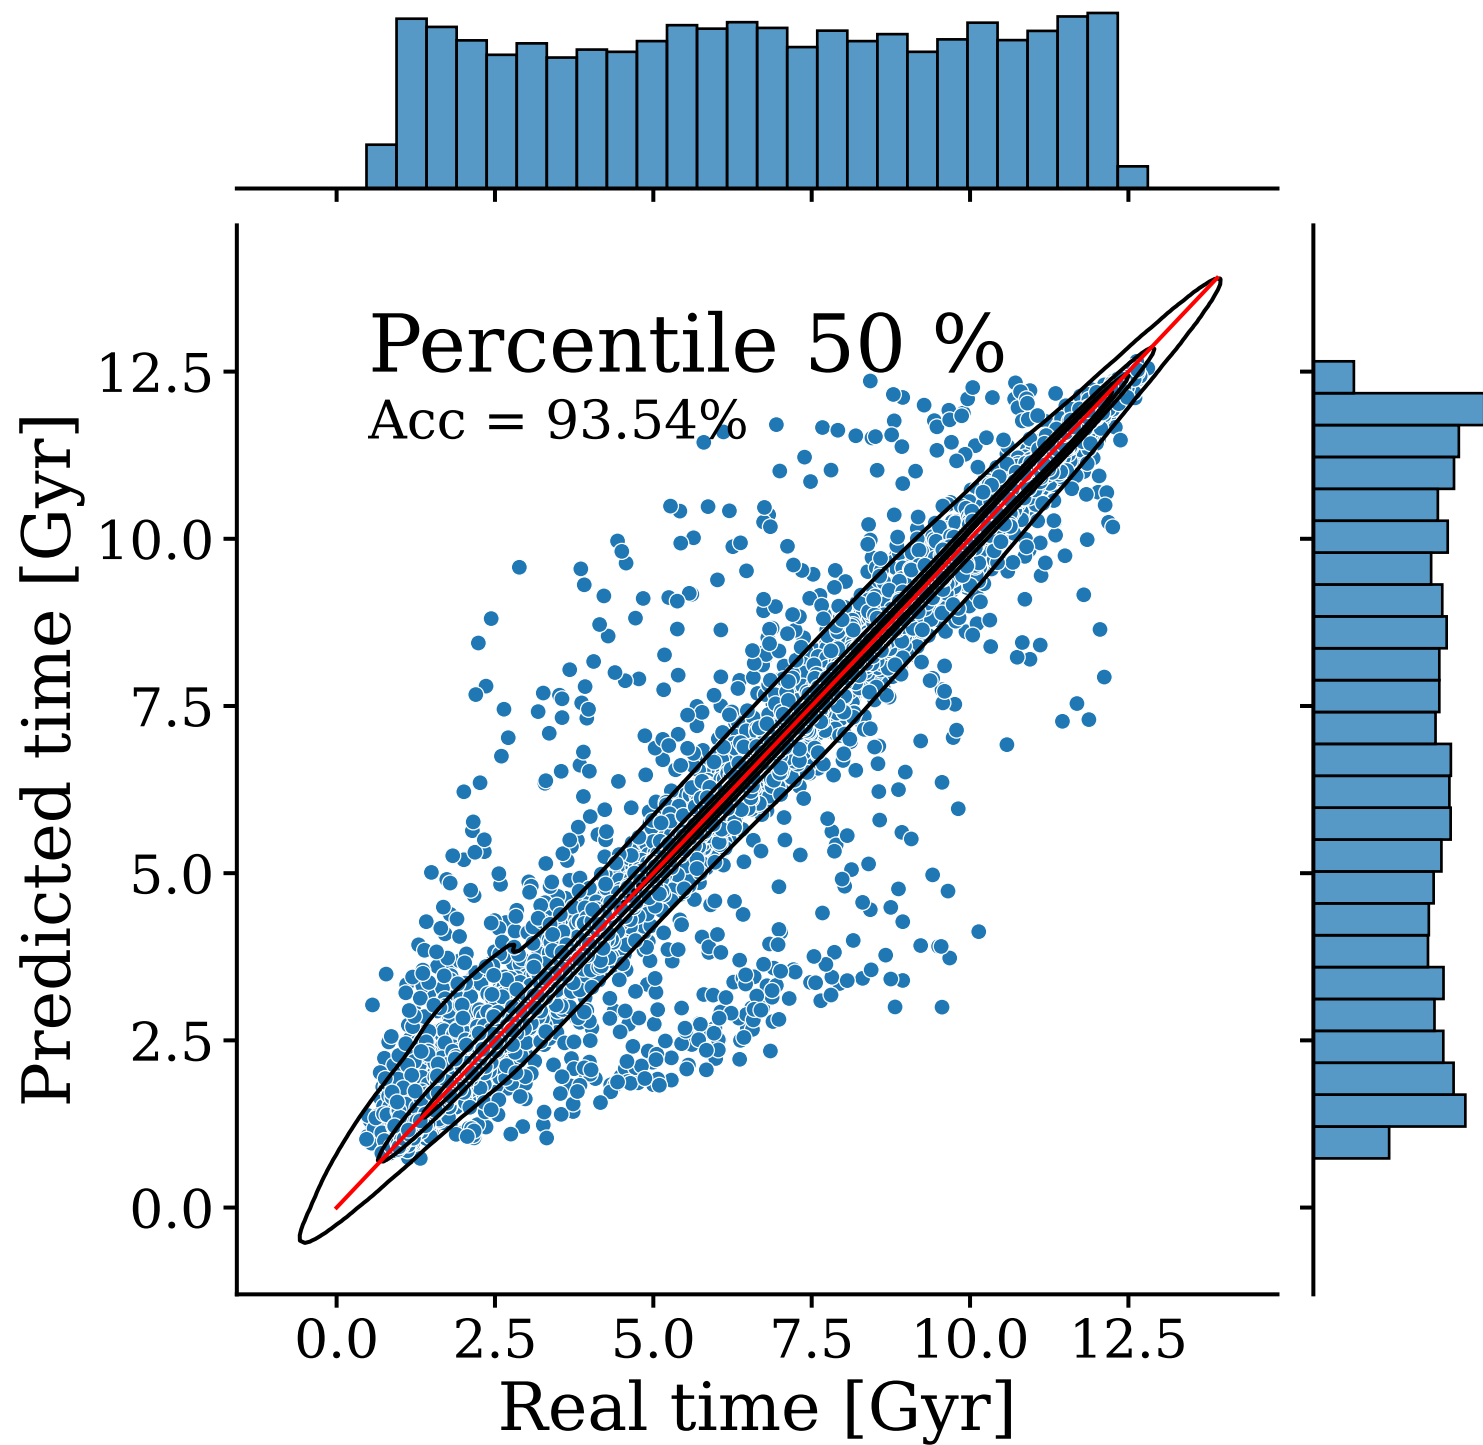 Percentile 50 %
Acc = 93.54%
Predicted time [Gyr]
12.5
10.0
7.5
5.0
2.5
0.0
0.0 2.5 5.0 7.5 10.0 12.5
Real time [Gyr]